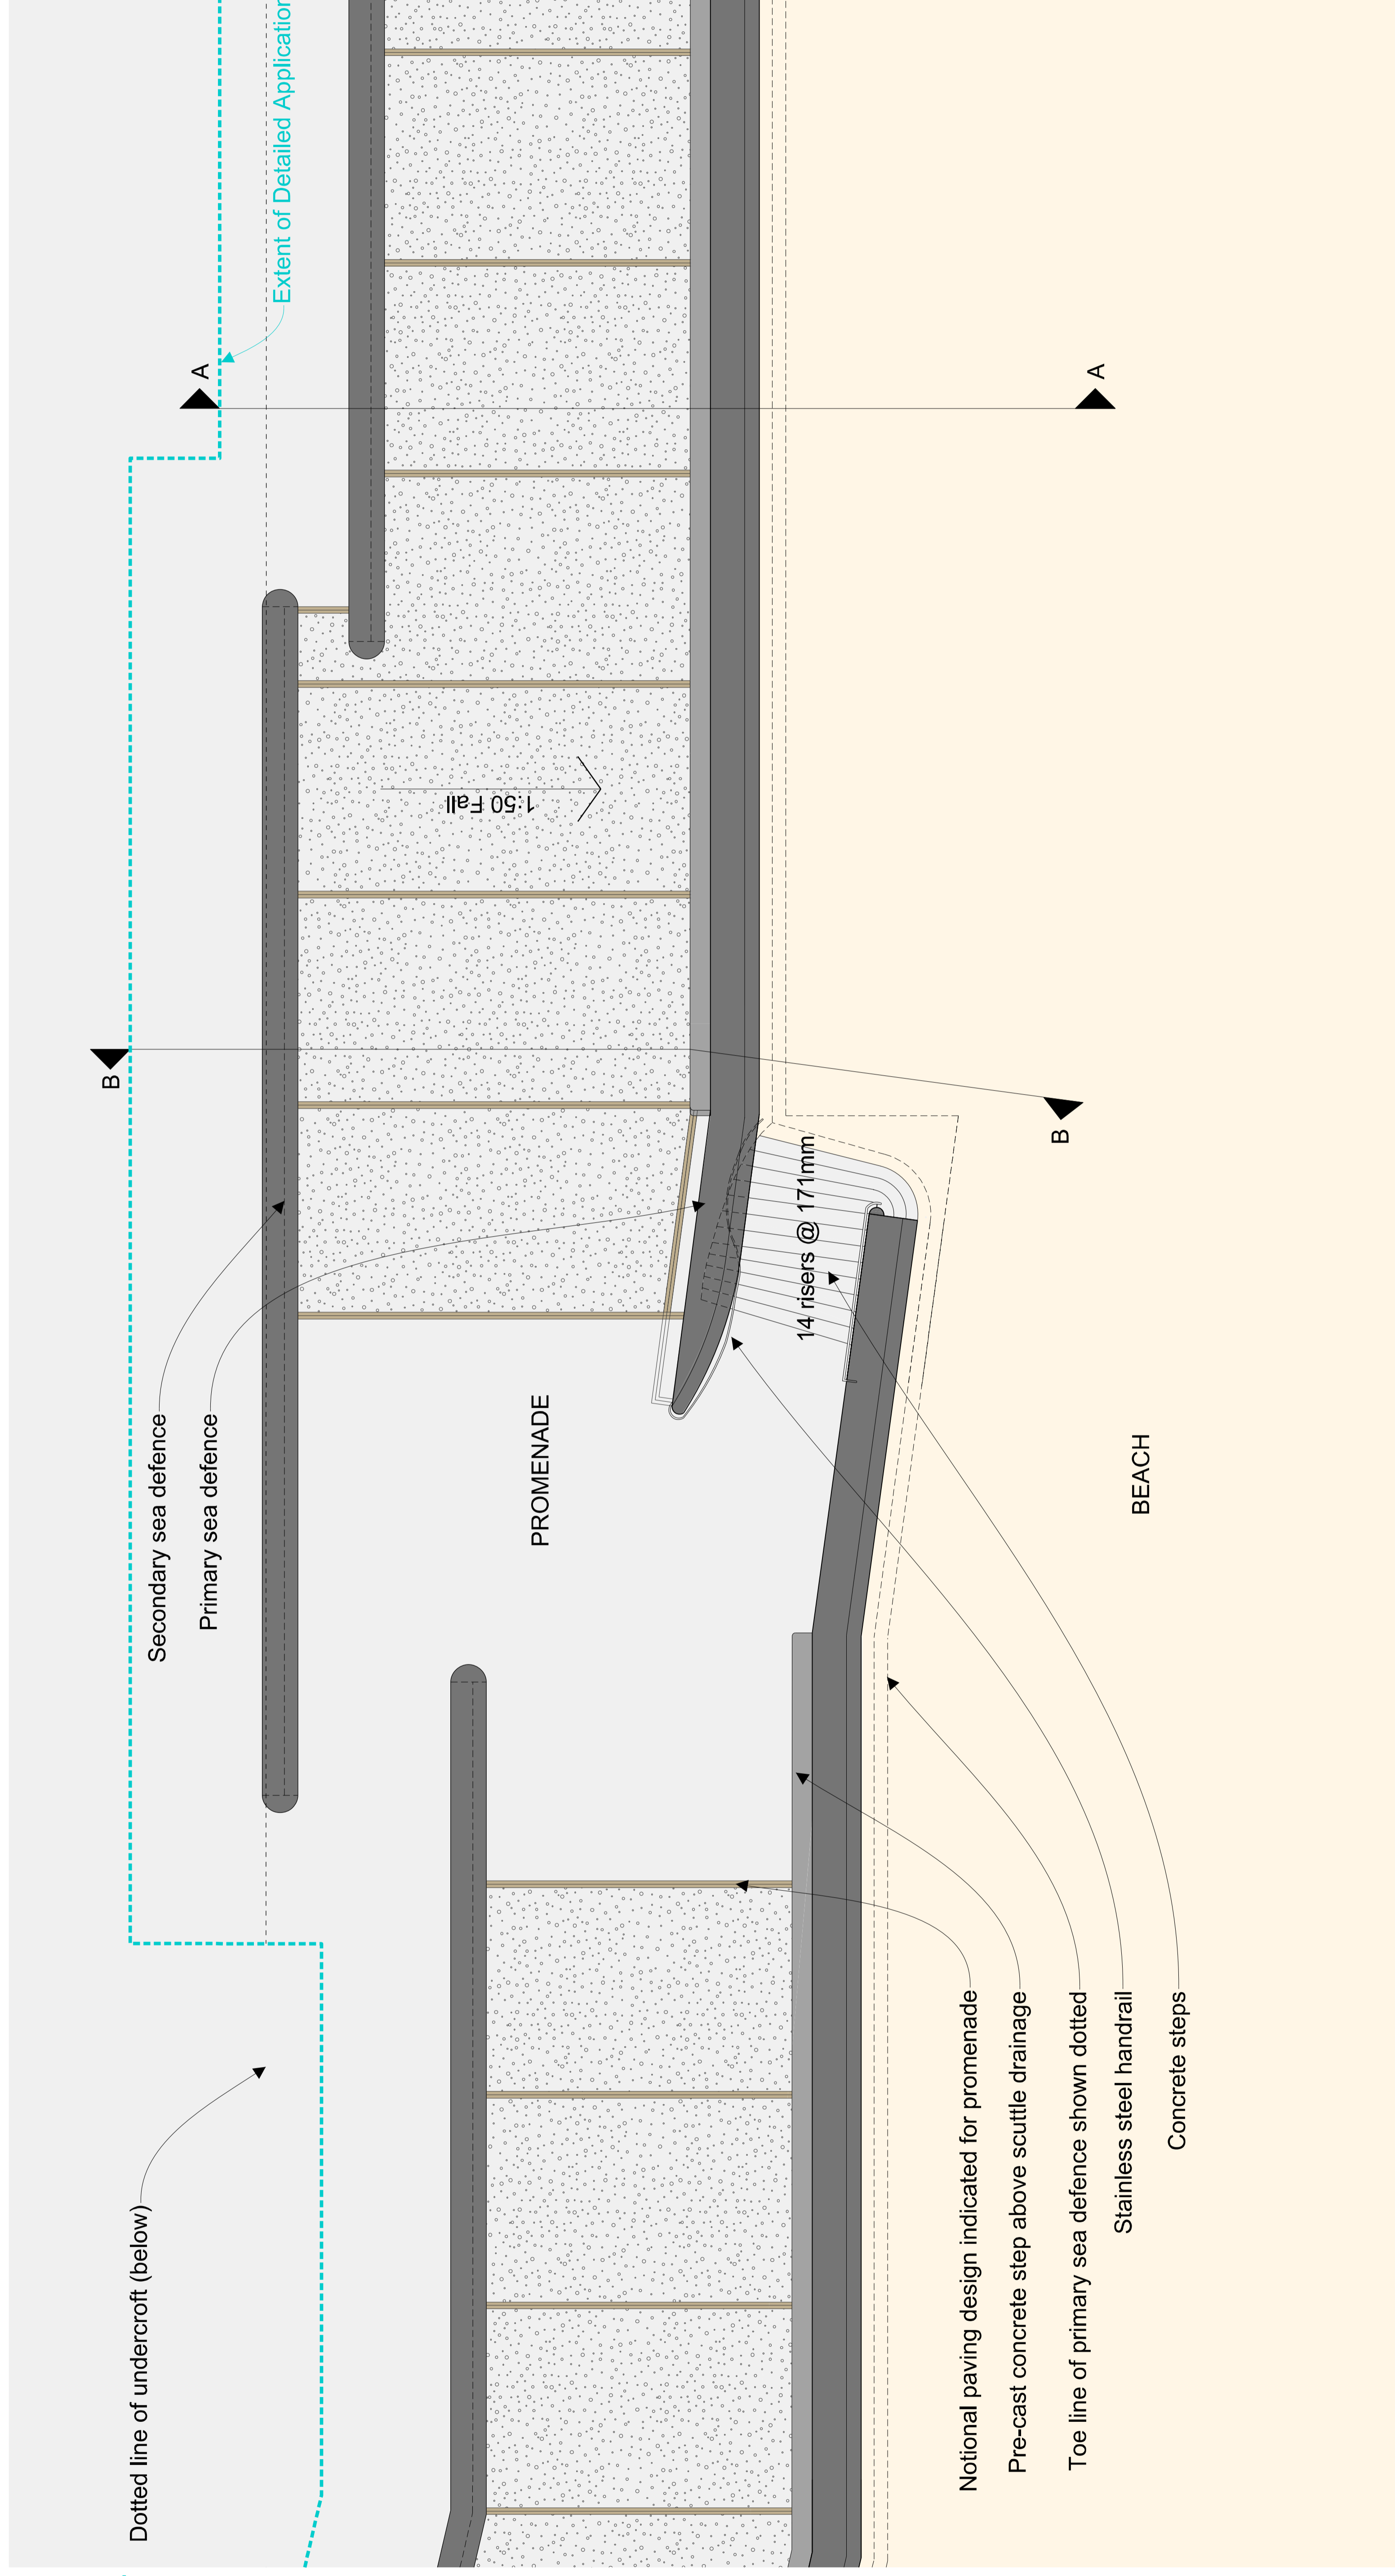 Extent of Detailed Application
A
A
1:50 Fall
B
B
14 risers @ 171mm
Secondary sea defence
Primary sea defence
PROMENADE
BEACH
Dotted line of undercroft (below)
Notional paving design indicated for promenade
Pre-cast concrete step above scuttle drainage
Toe line of primary sea defence shown dotted
Stainless steel handrail
Concrete steps